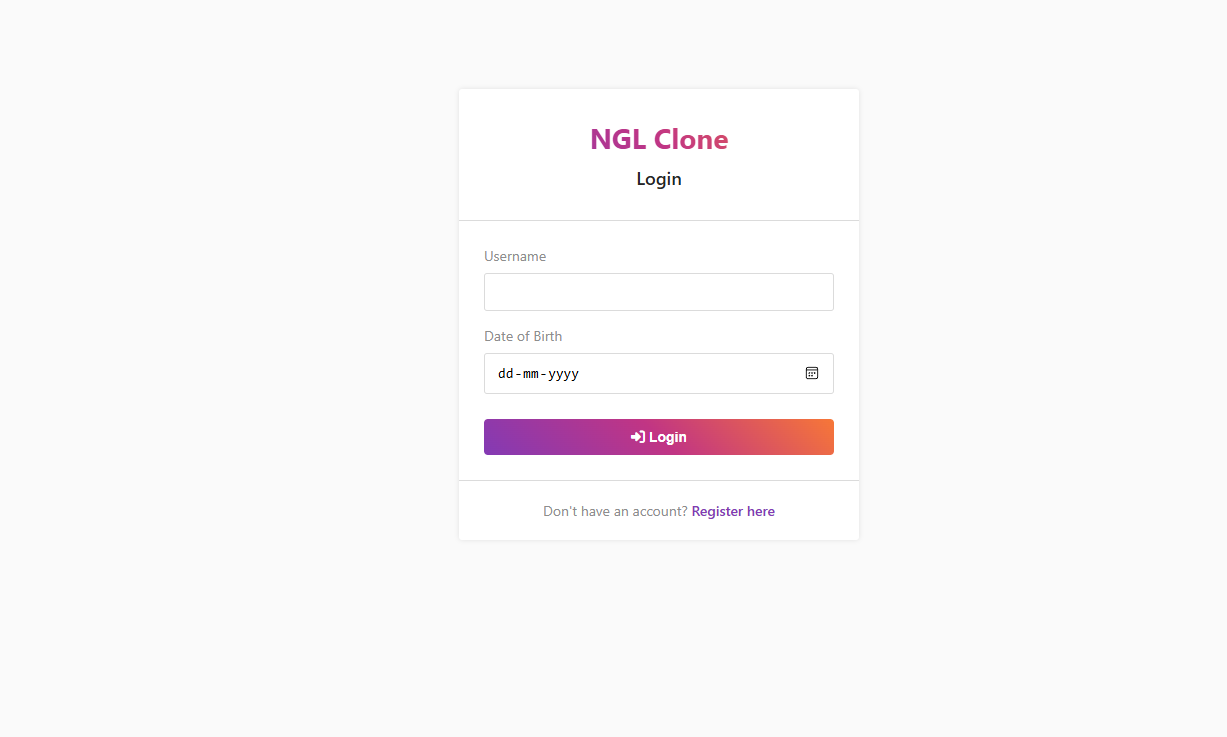 NGL Clone
Login
Username
Date of Birth
dd-mm-yyyy
Login
Don't have an account? Register here